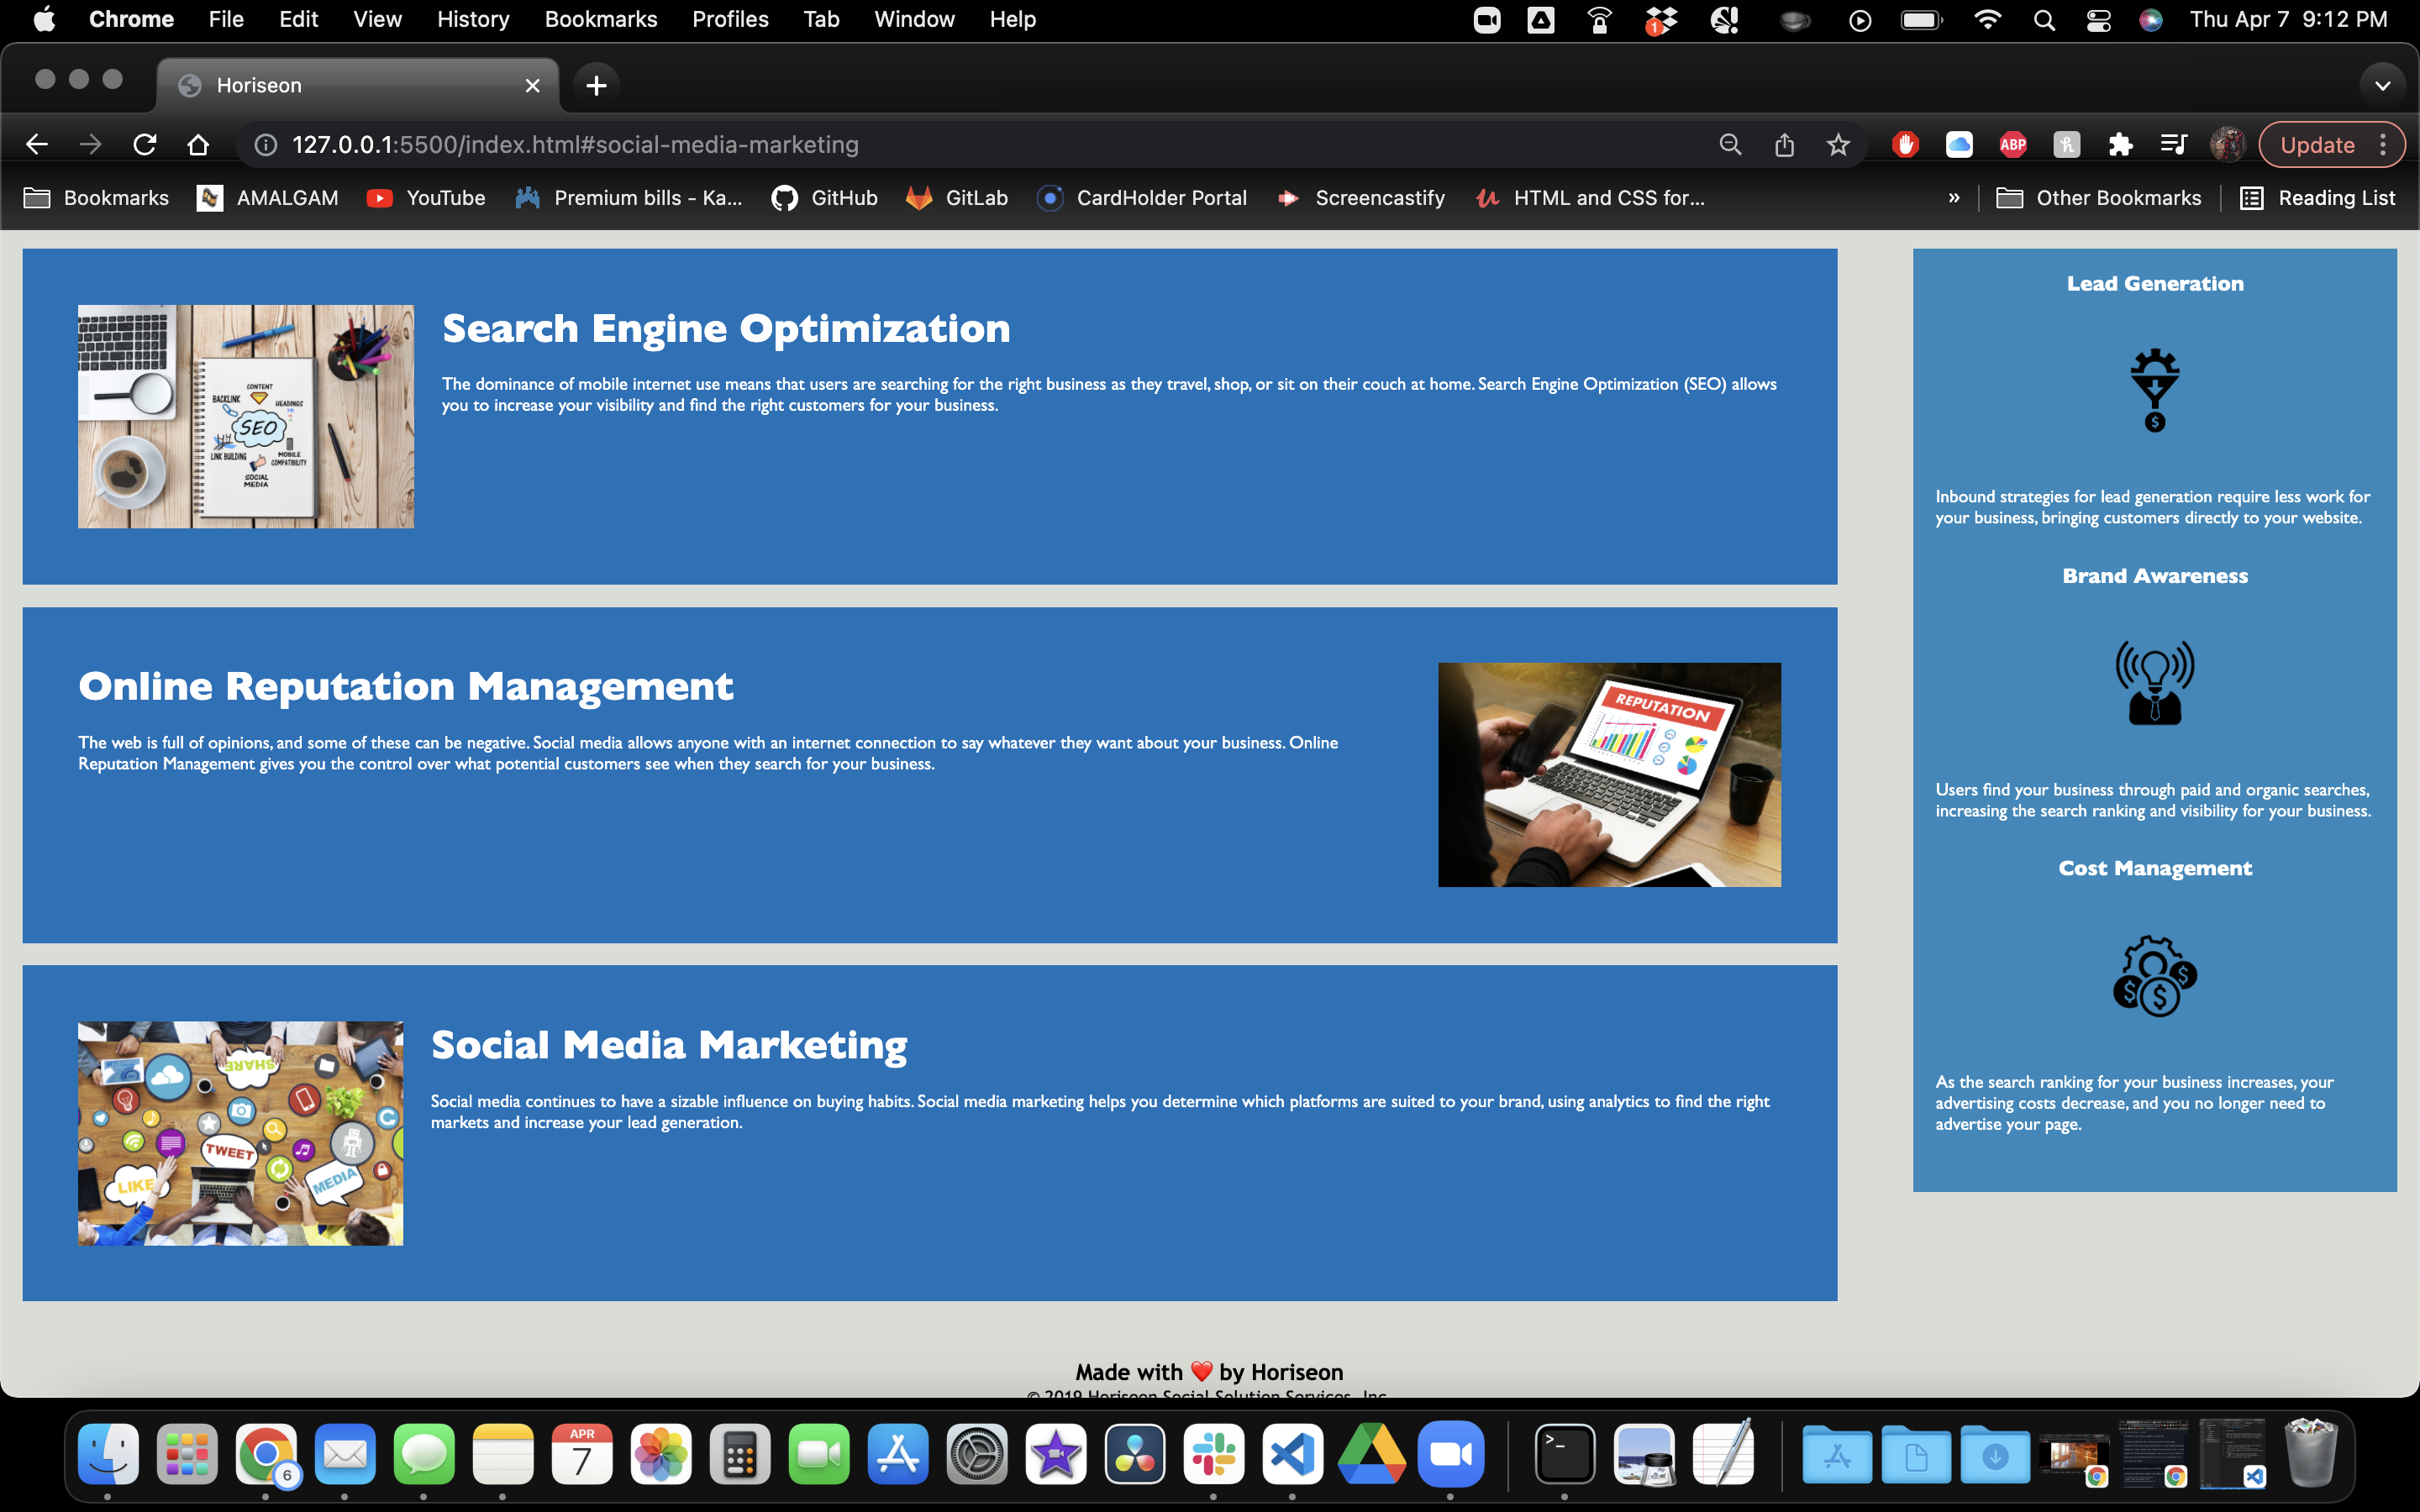 Chrome File Edit View History Bookmarks Profiles Tab Window Help
1
Thu Apr 7 9:12 PM
Horiseon
127.0.0.1:5500/index.html#social-media-marketing
ABP
Update
Bookmarks
AMALGAM
YouTube
Premium bills - Ka...
GitHub
GitLab
CardHolder Portal
Screencastify
HTML and CSS for...
»
Other Bookmarks
Reading List
CONTENT
BACKLINK
HEADINGS
SEO
LINK BUILDING
MOBILE
COMPATIBILITY
SOCIAL
MEDIA
Search Engine Optimization
The dominance of mobile internet use means that users are searching for the right business as they travel, shop, or sit on their couch at home. Search Engine Optimization (SEO) allows
you to increase your visibility and find the right customers for your business.
Online Reputation Management
The web is full of opinions, and some of these can be negative. Social media allows anyone with an internet connection to say whatever they want about your business. Online
Reputation Management gives you the control over what potential customers see when they search for your business.
REPUTATION
SHARE
TWEET
LIKE
MEDIA
Social Media Marketing
Social media continues to have a sizable influence on buying habits. Social media marketing helps you determine which platforms are suited to your brand, using analytics to find the right
markets and increase your lead generation.
Lead Generation
$
Inbound strategies for lead generation require less work for
your business, bringing customers directly to your website.
Brand Awareness
Users find your business through paid and organic searches,
increasing the search ranking and visibility for your business.
Cost Management
$ $ $
As the search ranking for your business increases, your
advertising costs decrease, and you no longer need to
advertise your page.
Made with ❤️ by Horiseon
© 2019 Horiseon Social Solution Services, Inc.
6
APR
7
>_